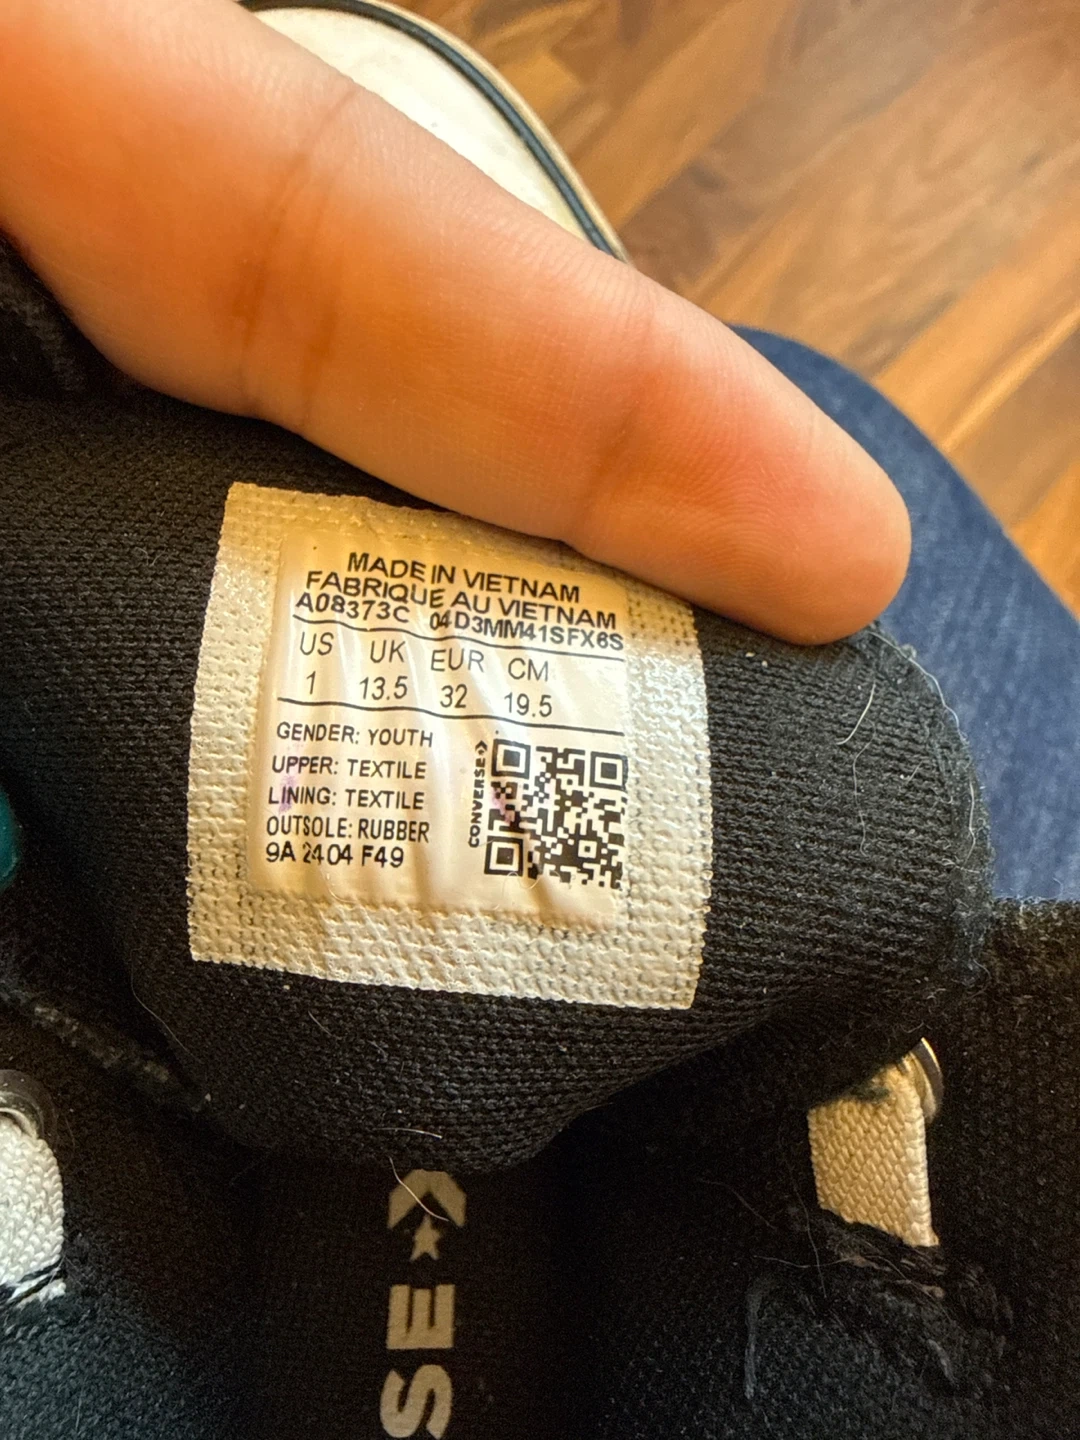 MADE IN VIETNAM
FABRIQUE AU VIETNAM
A08373C 04D3MM41SFX6S
US UK EUR CM
1 13.5 32 19.5
GENDER: YOUTH
UPPER: TEXTILE
LINING: TEXTILE
OUTSOLE: RUBBER
9A 2404 F49
CONVERSE
SE